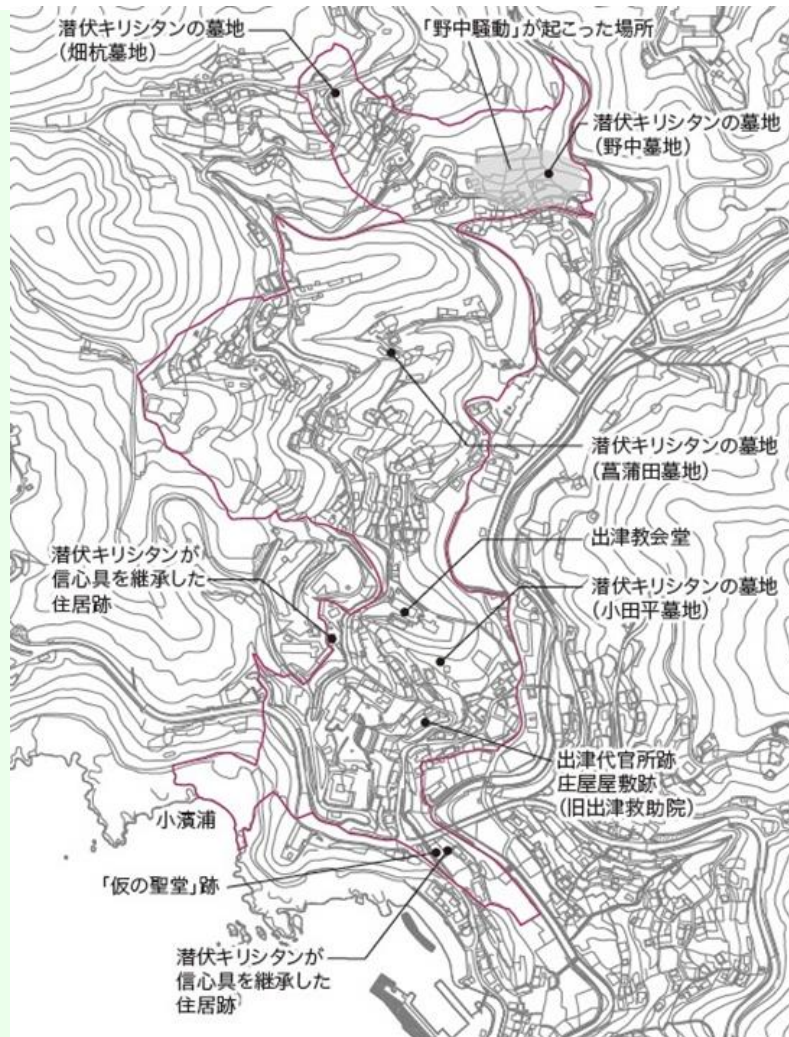 潜伏キリシタンの墓地
(畑杭墓地)
「野中騒動」が起こった場所
潜伏キリシタンの墓地
(野中墓地)
潜伏キリシタンの墓地
(菖蒲田墓地)
出津教会堂
潜伏キリシタンが
信心具を継承した
住居跡
潜伏キリシタンの墓地
(小田平墓地)
出津代官所跡
庄屋屋敷跡
(旧出津救助院)
小濱浦
「仮の聖堂」跡
潜伏キリシタンが
信心具を継承した
住居跡